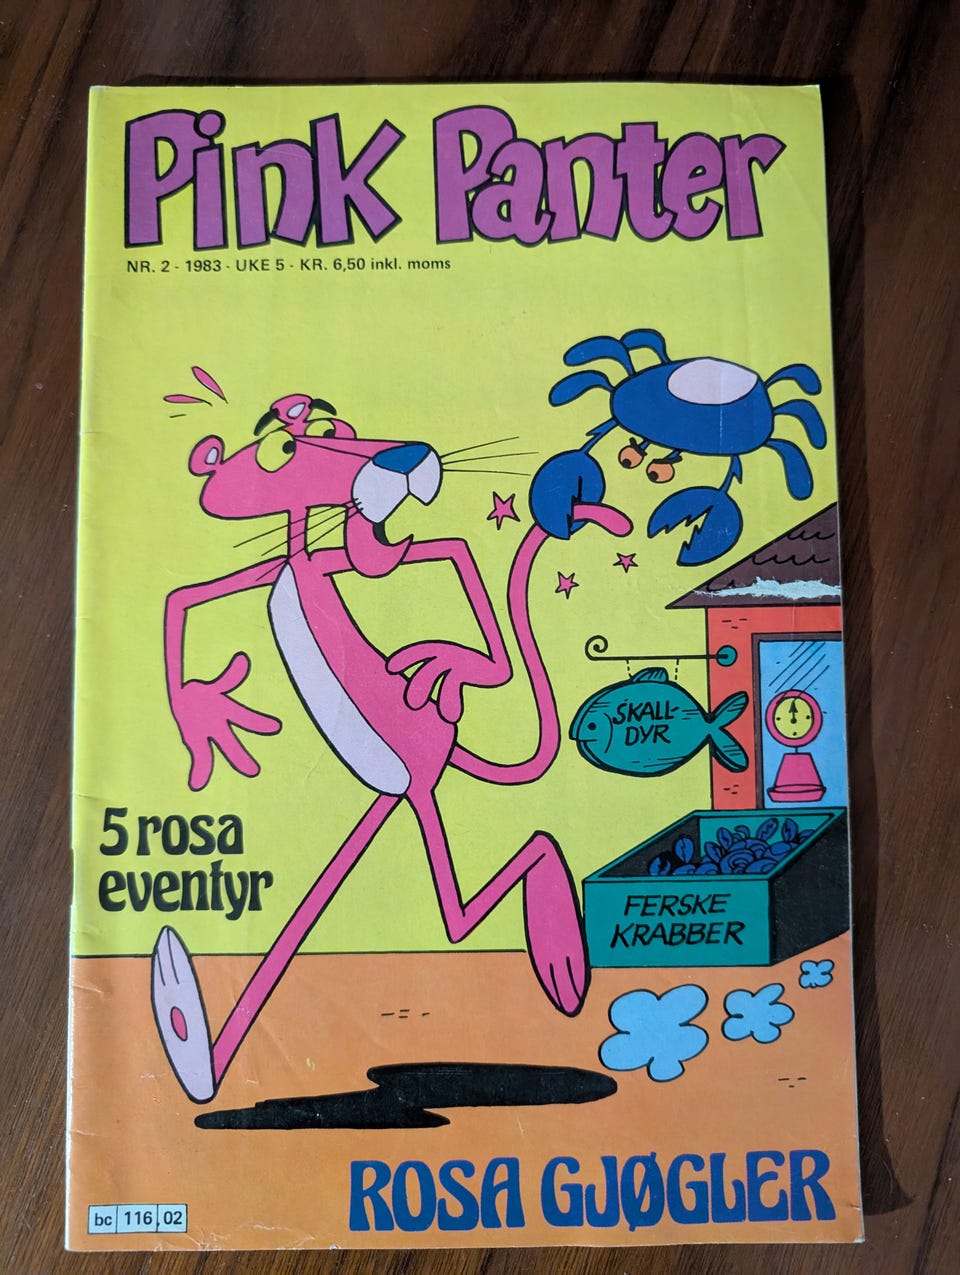 Pink Panter
NR. 2 - 1983 - UKE 5 - KR. 6,50 inkl. moms
SKALL-
DYR
5 rosa
eventyr
FERSKE
KRABBER
ROSA GJØGLER
bc 116 02